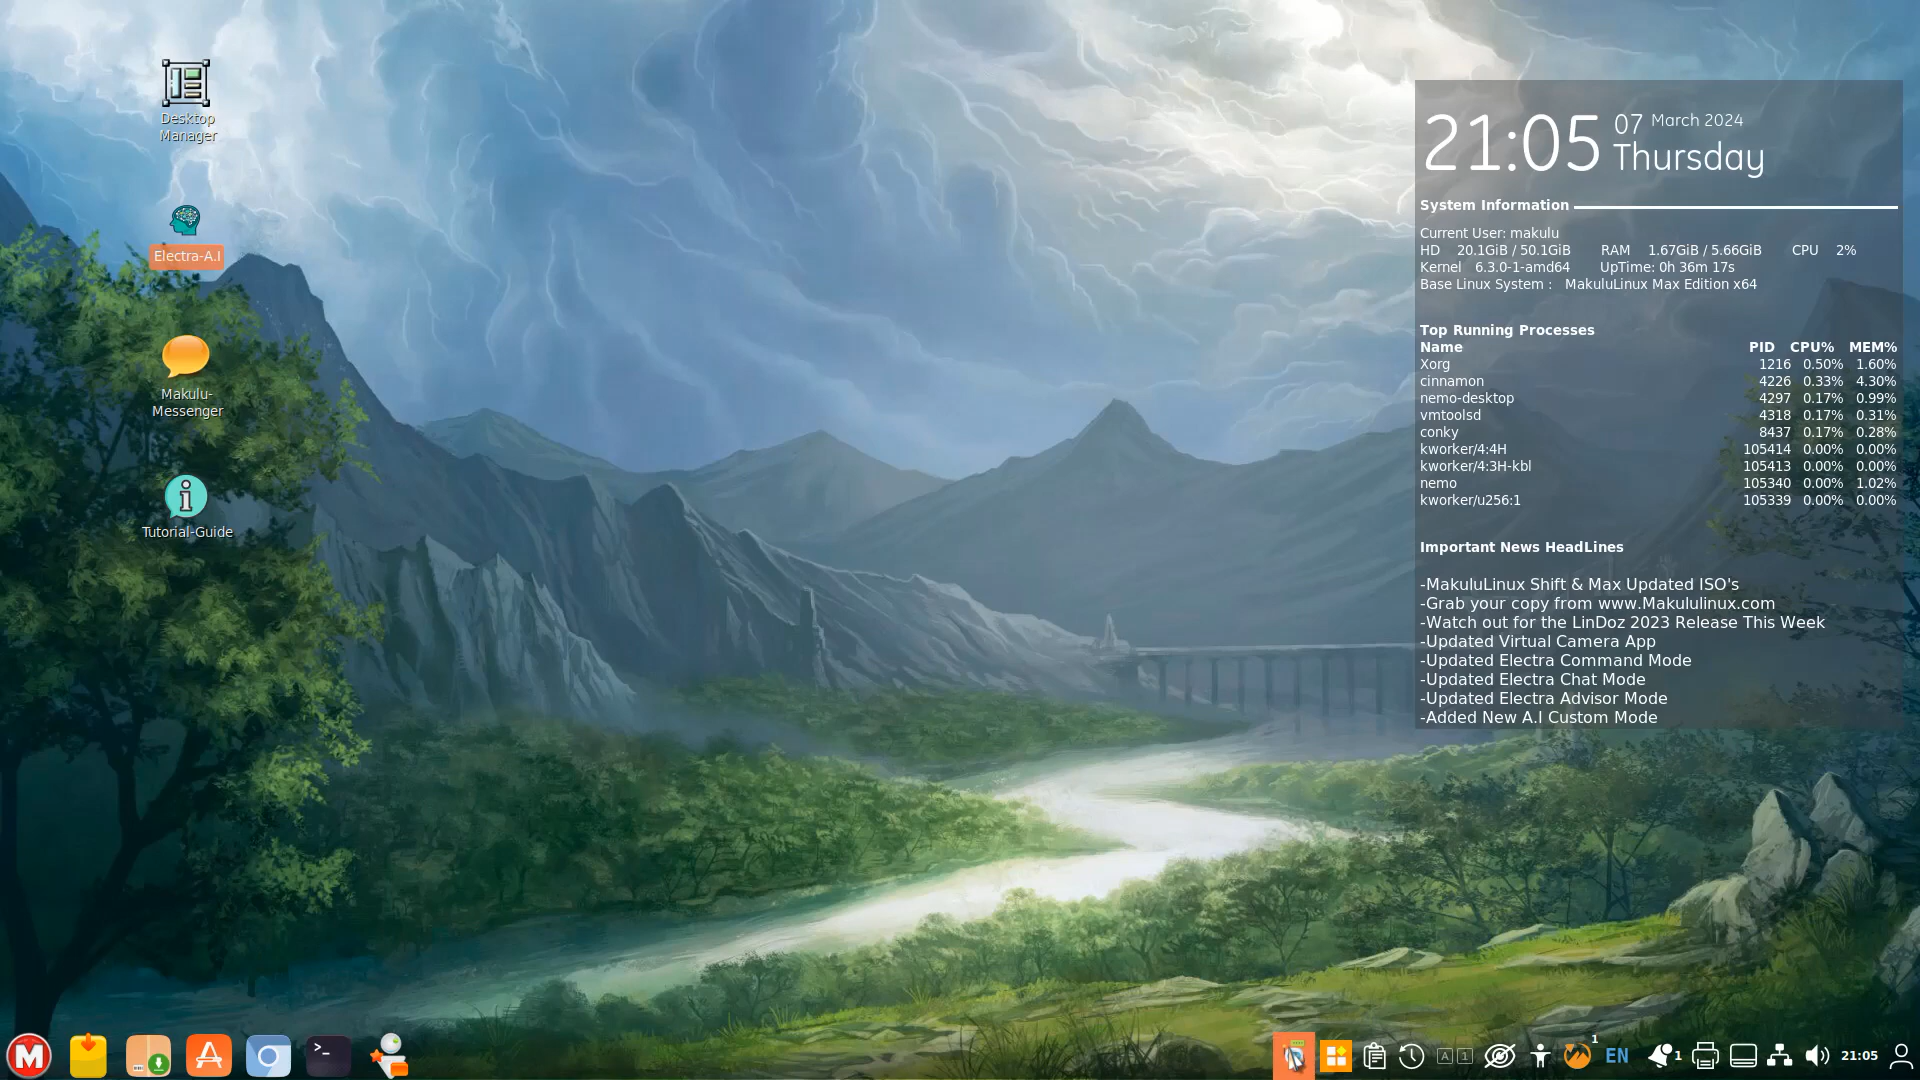 Desktop
Manager
Electra-A.I
Makulu-
Messenger
Tutorial-Guide
21:05 07 March 2024
Thursday
System Information
Current User: makulu
HD 20.1GiB / 50.1GiB RAM 1.67GiB / 5.66GiB CPU 2%
Kernel 6.3.0-1-amd64 UpTime: 0h 36m 17s
Base Linux System : MakuluLinux Max Edition x64
Top Running Processes
Name PID CPU% MEM%
Xorg 1216 0.50% 1.60%
cinnamon 4226 0.33% 4.30%
nemo-desktop 4297 0.17% 0.99%
vmtoolsd 4318 0.17% 0.31%
conky 8437 0.17% 0.28%
kworker/4:4H 105414 0.00% 0.00%
kworker/4:3H-kbl 105413 0.00% 0.00%
nemo 105340 0.00% 1.02%
kworker/u256:1 105339 0.00% 0.00%
Important News HeadLines
-MakuluLinux Shift & Max Updated ISO's
-Grab your copy from www.Makululinux.com
-Watch out for the LinDoz 2023 Release This Week
-Updated Virtual Camera App
-Updated Electra Command Mode
-Updated Electra Chat Mode
-Updated Electra Advisor Mode
-Added New A.I Custom Mode
M >_ A 1 1 EN 1 21:05